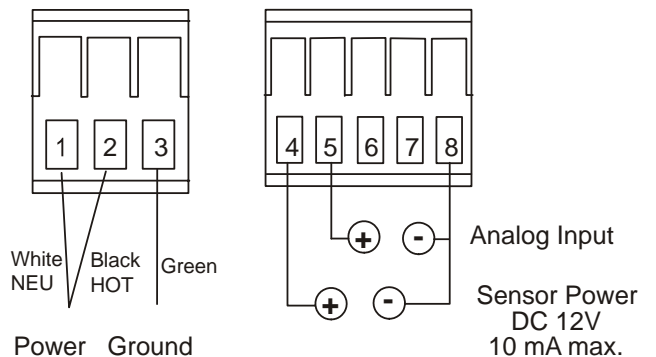 1 2 3
4 5 6 7 8
White
NEU
Black
HOT
Green
Power Ground
+ - Analog Input
+ - Sensor Power
DC 12V
10 mA max.